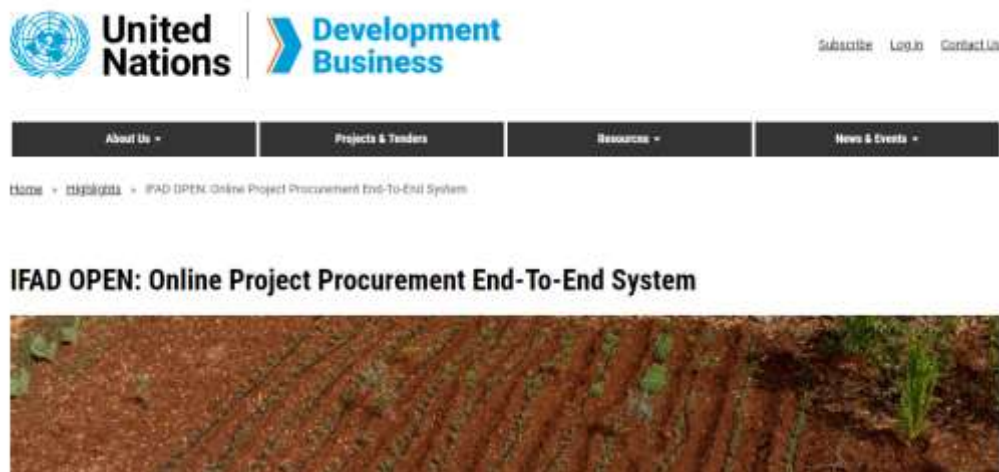 United Nations
Development Business
Subscribe Log in Contact Us
About Us
Projects & Tenders
Resources
News & Events
Home » Highlights » IFAD OPEN: Online Project Procurement End-To-End System
IFAD OPEN: Online Project Procurement End-To-End System